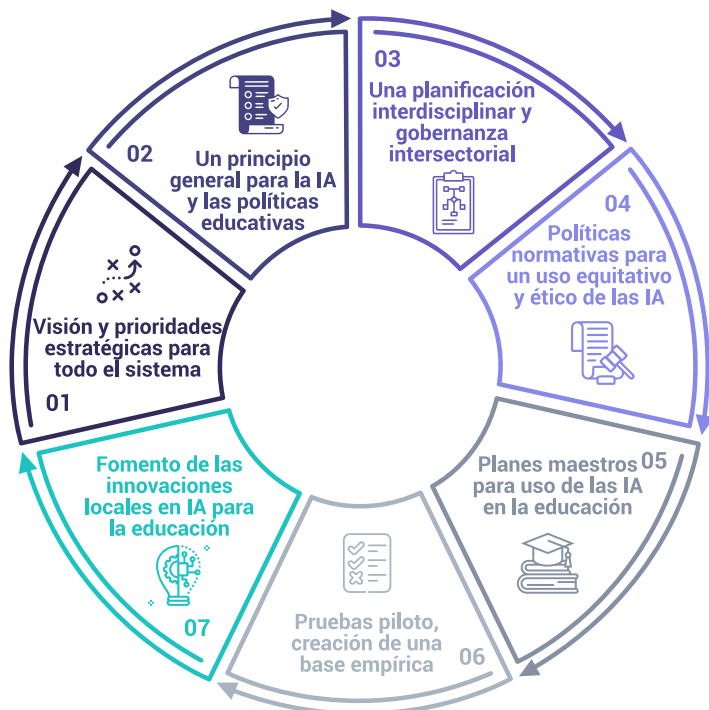 01
Visión y prioridades
estratégicas para
todo el sistema
02
Un principio
general para la IA
y las políticas
educativas
03
Una planificación
interdisciplinar y
gobernanza
intersectorial
04
Políticas
normativas para
un uso equitativo
y ético de las IA
05
Planes maestros
para uso de las IA
en la educación
06
Pruebas piloto,
creación de una
base empírica
07
Fomento de las
innovaciones
locales en IA para
la educación